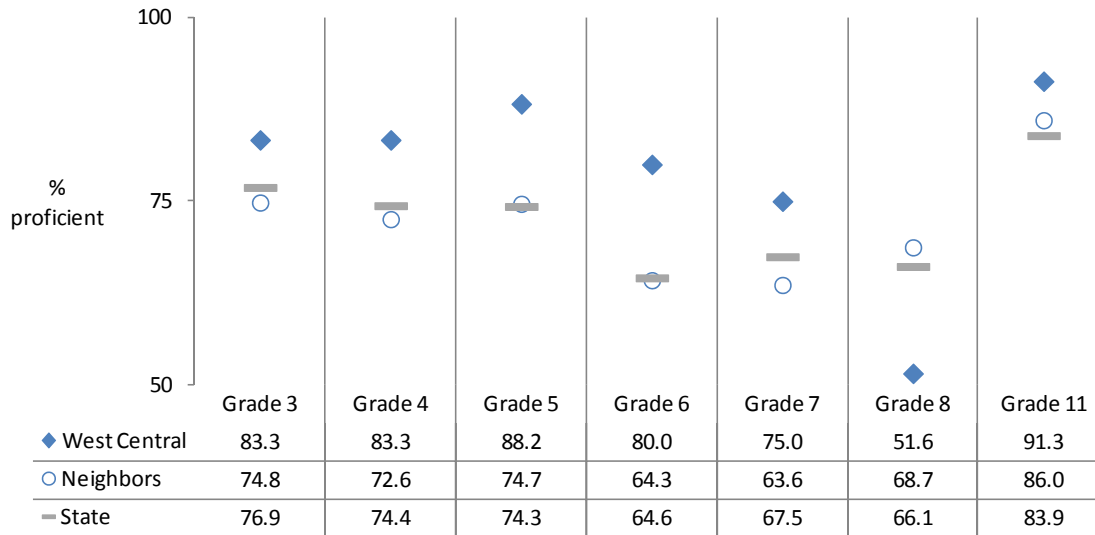 100
%
proficient
75
50
Grade 3 Grade 4 Grade 5 Grade 6 Grade 7 Grade 8 Grade 11
West Central 83.3 83.3 88.2 80.0 75.0 51.6 91.3
Neighbors 74.8 72.6 74.7 64.3 63.6 68.7 86.0
State 76.9 74.4 74.3 64.6 67.5 66.1 83.9